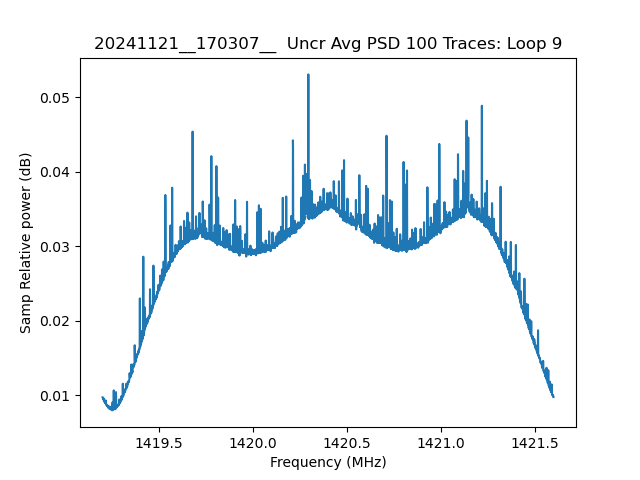 20241121__170307__  Uncr Avg PSD 100 Traces: Loop 9
0.05
0.04
0.03
0.02
0.01
Samp Relative power (dB)
1419.5 1420.0 1420.5 1421.0 1421.5
Frequency (MHz)